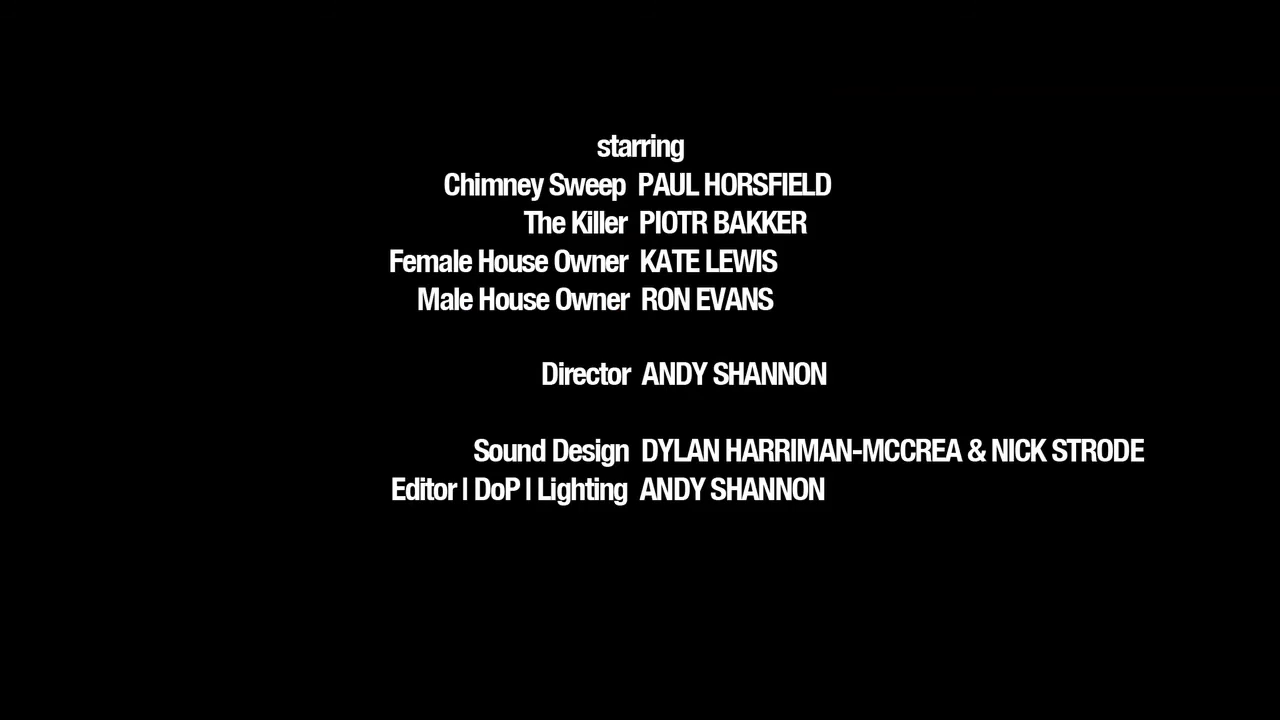 starring
Chimney Sweep PAUL HORSFIELD
The Killer PIOTR BAKKER
Female House Owner KATE LEWIS
Male House Owner RON EVANS
Director ANDY SHANNON
Sound Design DYLAN HARRIMAN-MCCREA & NICK STRODE
Editor | DoP | Lighting ANDY SHANNON